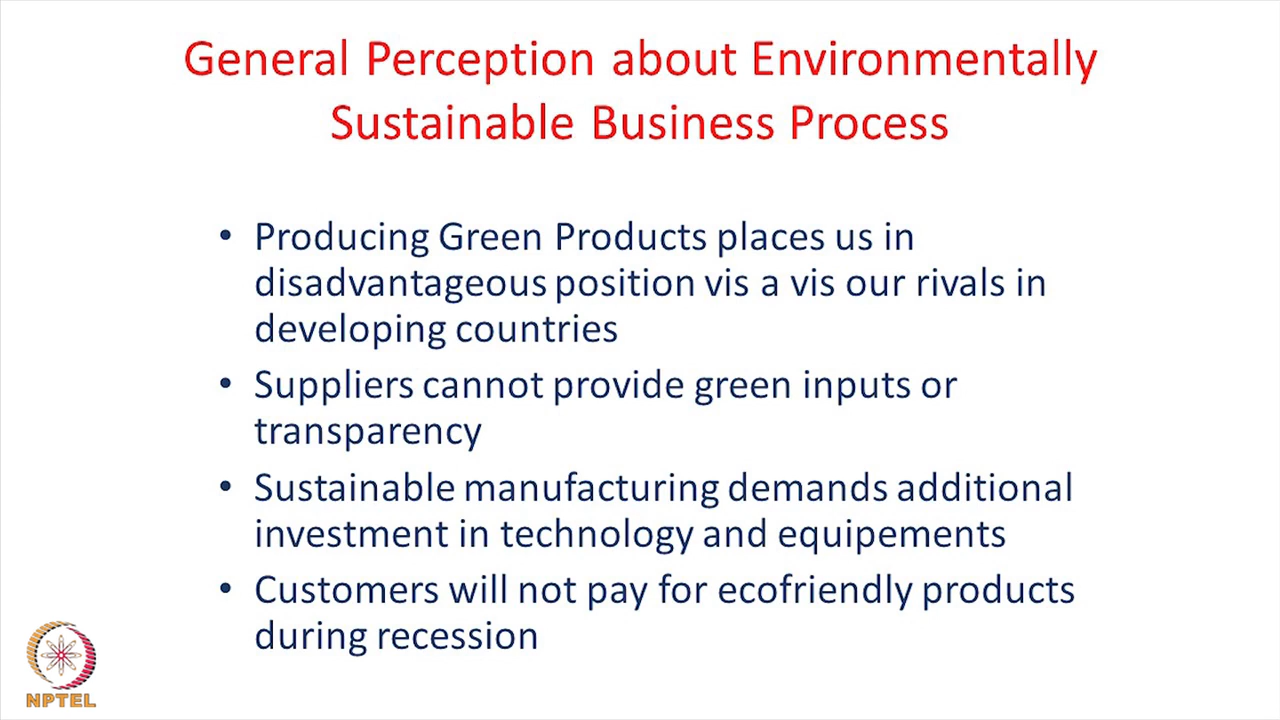 General Perception about Environmentally
Sustainable Business Process
• Producing Green Products places us in
disadvantageous position vis a vis our rivals in
developing countries
• Suppliers cannot provide green inputs or
transparency
• Sustainable manufacturing demands additional
investment in technology and equipements
• Customers will not pay for ecofriendly products
during recession
NPTEL